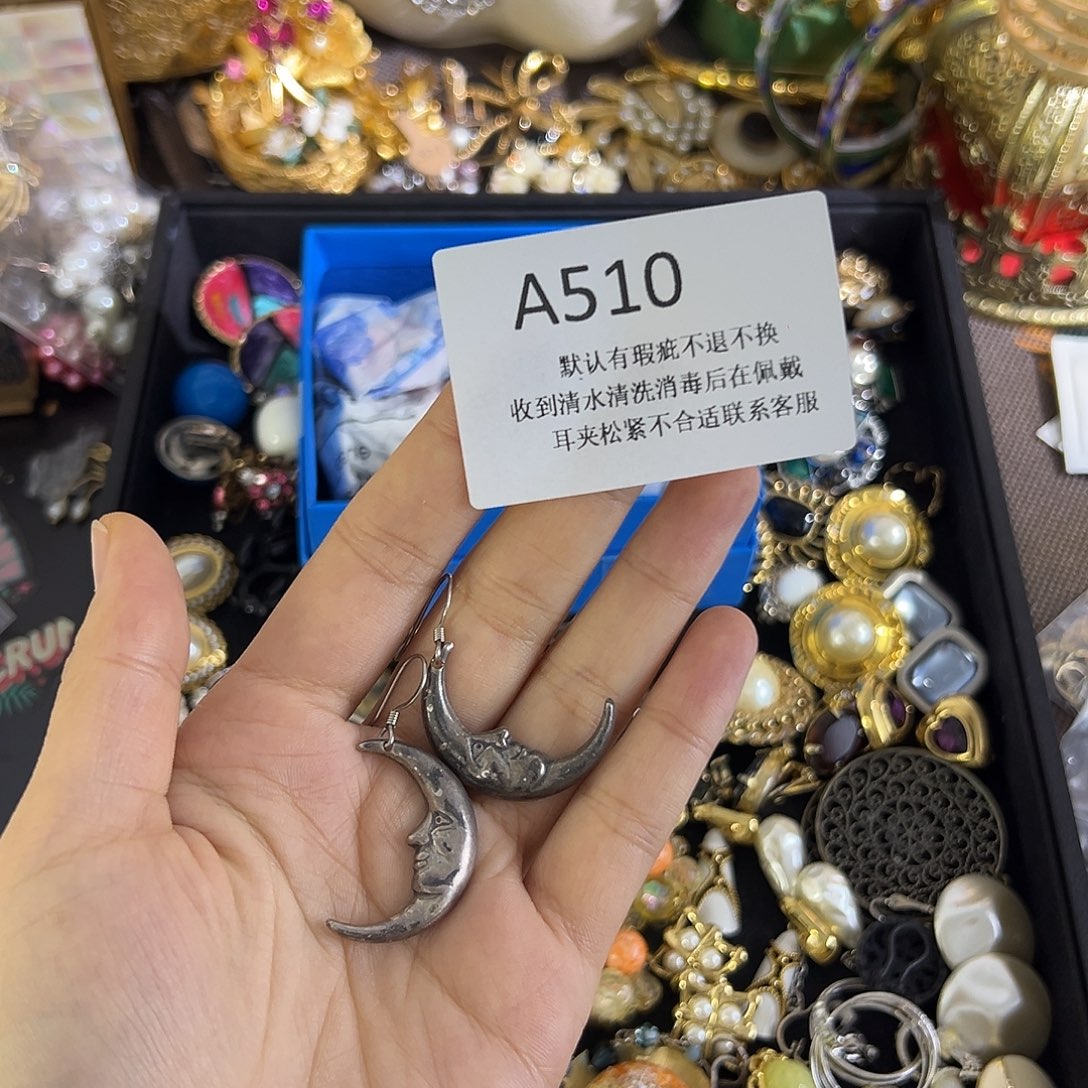 A510
默认有瑕疵不退不换
收到清水清洗消毒后在佩戴
耳夹松紧不合适联系客服